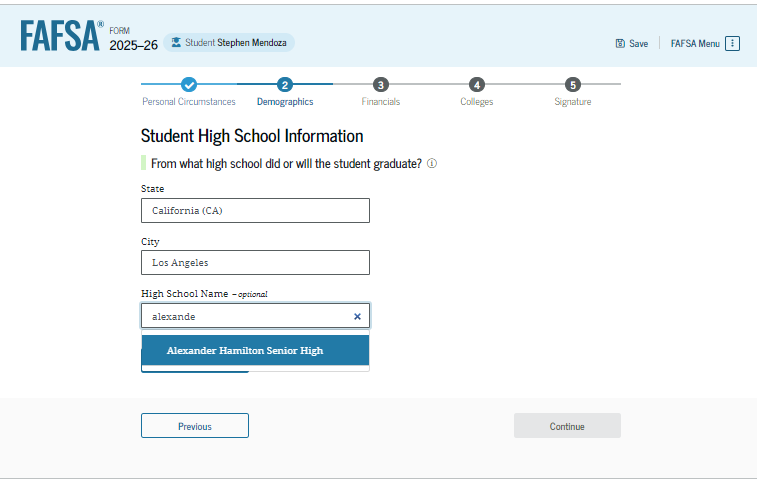 FAFSA® FORM 2025–26 Student Stephen Mendoza Save FAFSA Menu
2 3 4 5
Personal Circumstances Demographics Financials Colleges Signature
Student High School Information
From what high school did or will the student graduate?
State
California (CA)
City
Los Angeles
High School Name – optional
alexande
Alexander Hamilton Senior High
Previous Continue